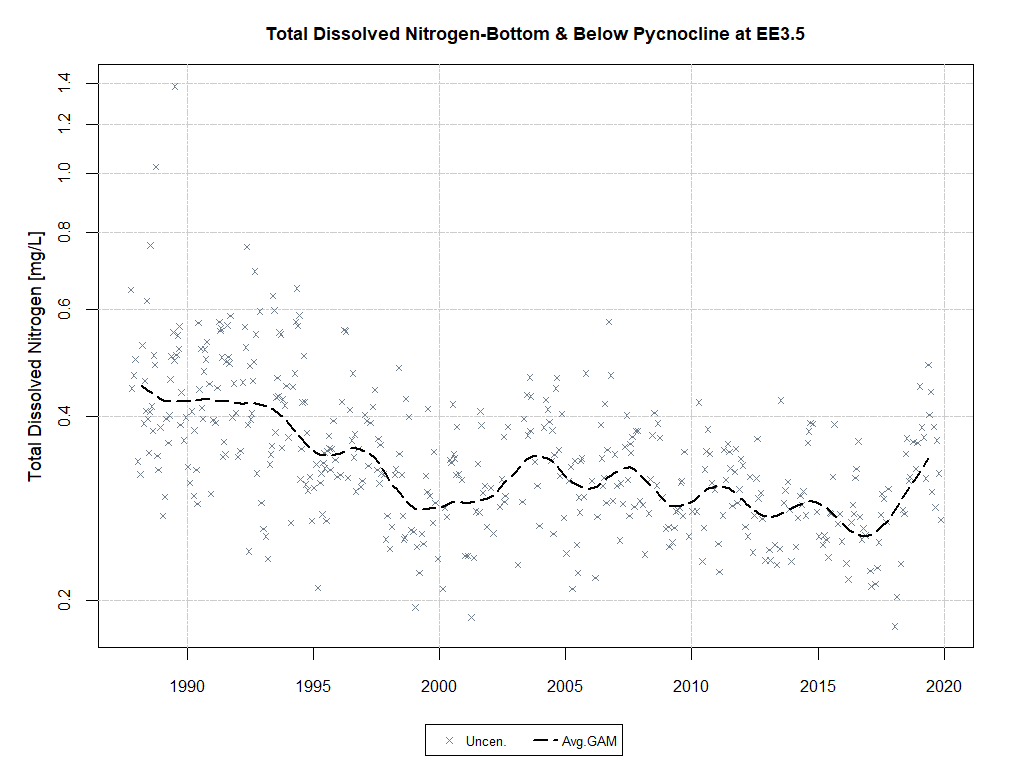 Total Dissolved Nitrogen-Bottom & Below Pycnocline at EE3.5
Total Dissolved Nitrogen [mg/L]
1.4
1.2
1.0
0.8
0.6
0.4
0.2
1990 1995 2000 2005 2010 2015 2020
Uncen. Avg.GAM